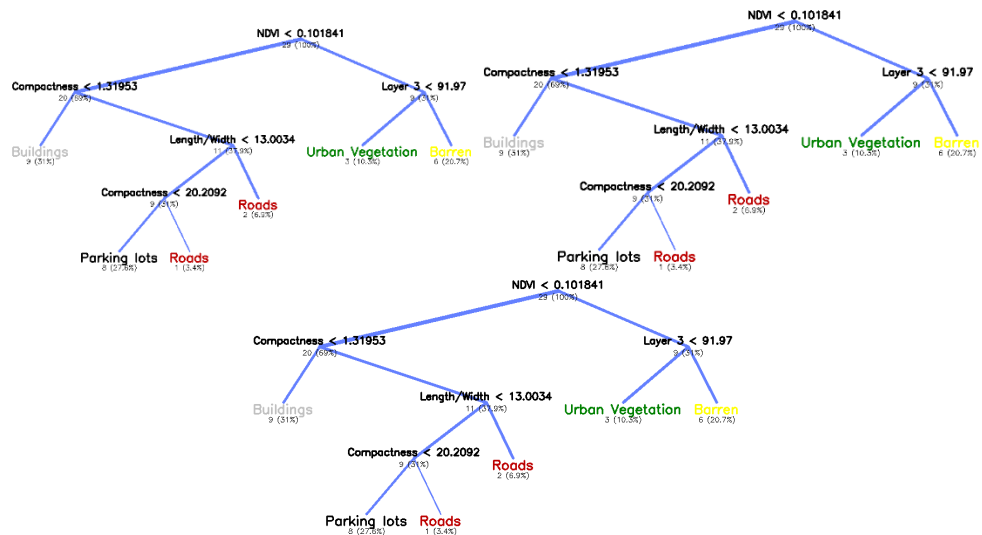 NDVI < 0.101841
29 (100%)
Compactness < 1.31953
20 (69%)
Layer 3 < 91.97
9 (31%)
Buildings
9 (31%)
Length/Width < 13.0034
11 (37.9%)
Urban Vegetation
3 (10.3%)
Barren
6 (20.7%)
Compactness < 20.2092
9 (31%)
Roads
2 (6.9%)
Parking lots
8 (27.6%)
Roads
1 (3.4%)
NDVI < 0.101841
29 (100%)
Compactness < 1.31953
20 (69%)
Layer 3 < 91.97
9 (31%)
Buildings
9 (31%)
Length/Width < 13.0034
11 (37.9%)
Urban Vegetation
3 (10.3%)
Barren
6 (20.7%)
Compactness < 20.2092
9 (31%)
Roads
2 (6.9%)
Parking lots
8 (27.6%)
Roads
1 (3.4%)
NDVI < 0.101841
29 (100%)
Compactness < 1.31953
20 (69%)
Layer 3 < 91.97
9 (31%)
Buildings
9 (31%)
Length/Width < 13.0034
11 (37.9%)
Urban Vegetation
3 (10.3%)
Barren
6 (20.7%)
Compactness < 20.2092
9 (31%)
Roads
2 (6.9%)
Parking lots
8 (27.6%)
Roads
1 (3.4%)